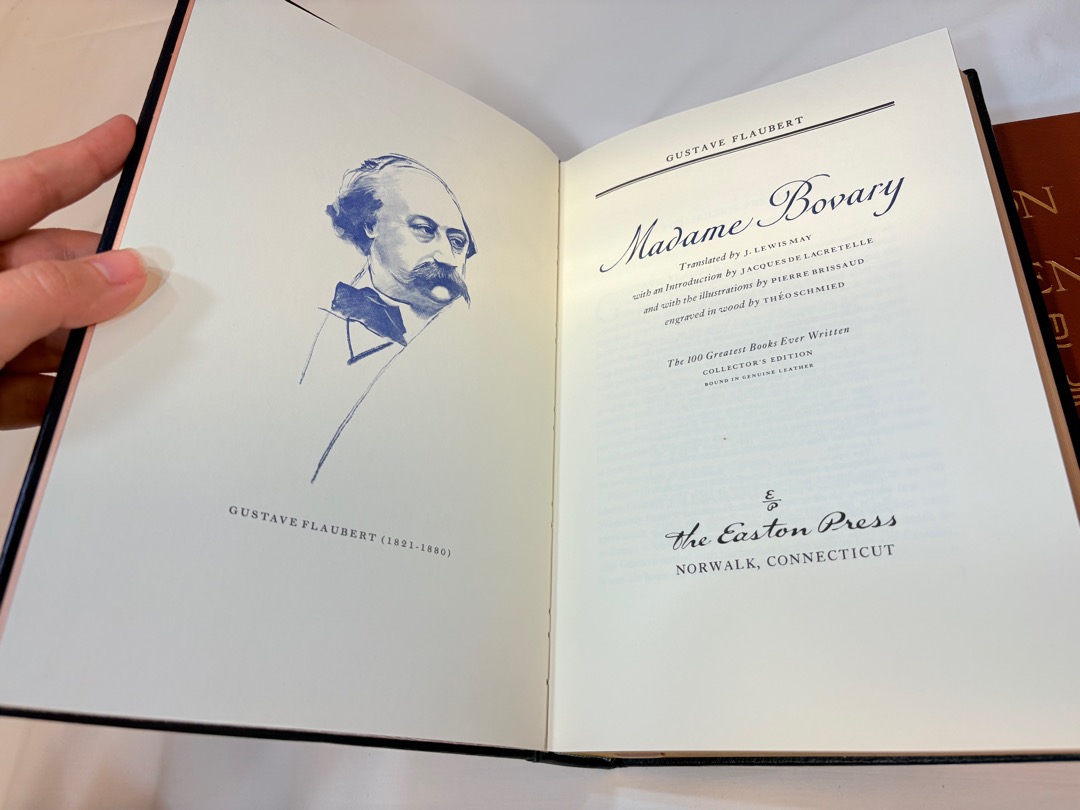 GUSTAVE FLAUBERT (1821-1880)
GUSTAVE FLAUBERT
Madame Bovary
Translated by J. LEWIS MAY
with an Introduction by JACQUES DE LACRETELLE
and with the illustrations by PIERRE BRISSAUD
engraved in wood by THÉO SCHMIED
The 100 Greatest Books Ever Written
COLLECTOR'S EDITION
BOUND IN GENUINE LEATHER
the Easton Press
NORWALK, CONNECTICUT